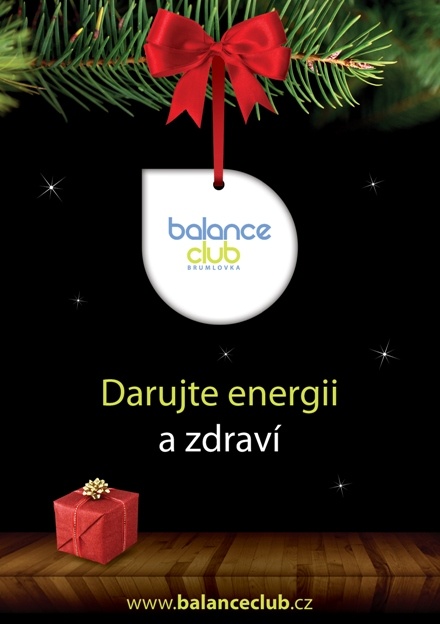 balance
club
BRUMLOVKA
Darujte energii
a zdraví
www.balanceclub.cz